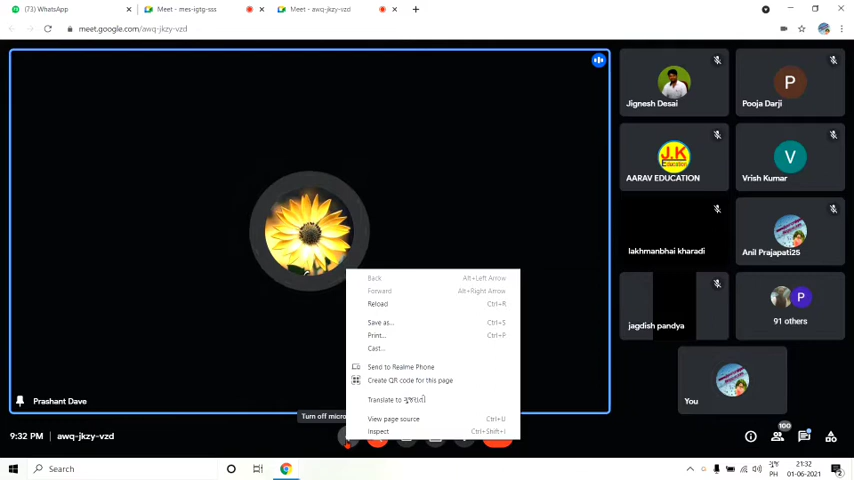 (73) WhatsApp
Meet - mes-igtg-sss
Meet - awq-jkzy-vzd
meet.google.com/awq-jkzy-vzd
Jignesh Desai
P
Pooja Darji
J.K
Education
AARAV EDUCATION
V
Vrish Kumar
lakhmanbhai kharadi
Anil Prajapati25
jagdish pandya
P
91 others
You
Back Alt+Left Arrow
Forward Alt+Right Arrow
Reload Ctrl+R
Save as... Ctrl+S
Print... Ctrl+P
Cast...
Send to Realme Phone
Create QR code for this page
Translate to ગુજરાતી
View page source Ctrl+U
Inspect Ctrl+Shift+I
Prashant Dave
Turn off micro
9:32 PM
awq-jkzy-vzd
100
Search
PH
21:32
01-06-2021
2